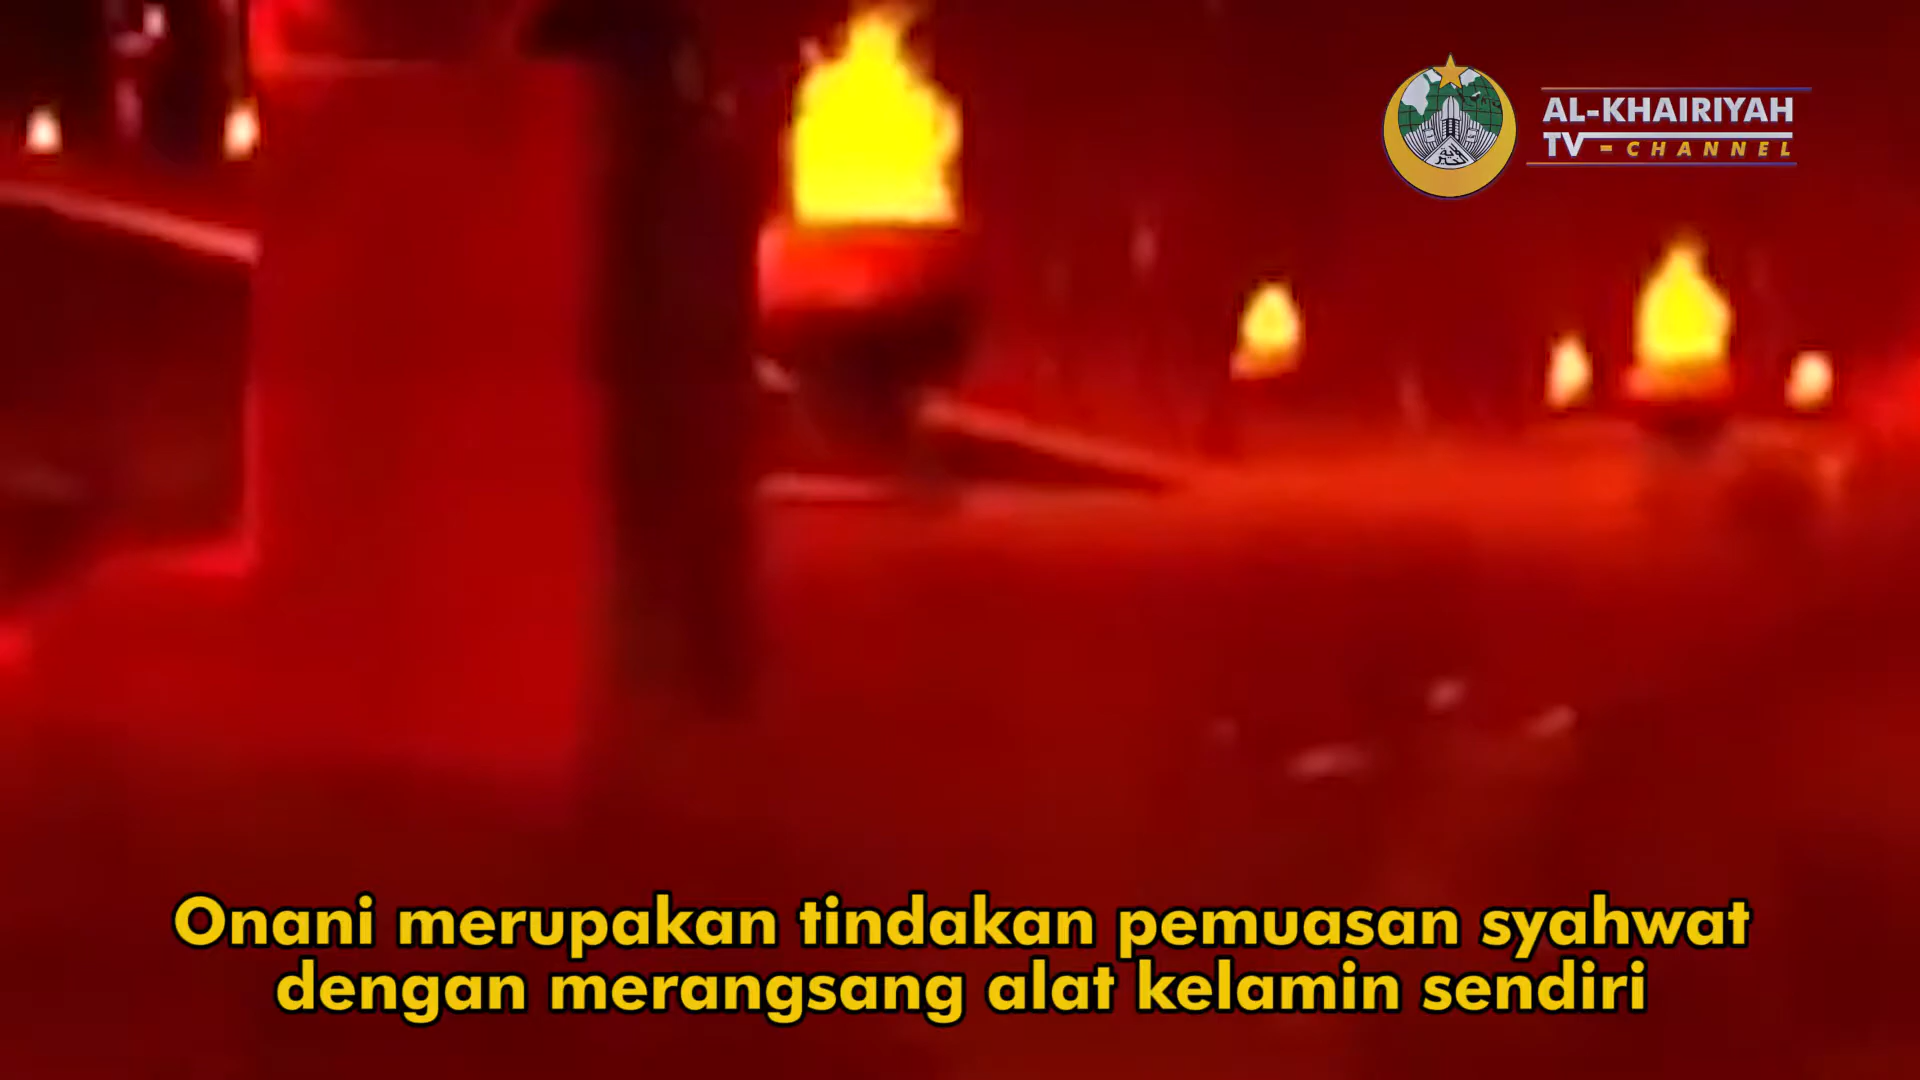 AL-KHAIRIYAH
TV - CHANNEL
Onani merupakan tindakan pemuasan syahwat
dengan merangsang alat kelamin sendiri